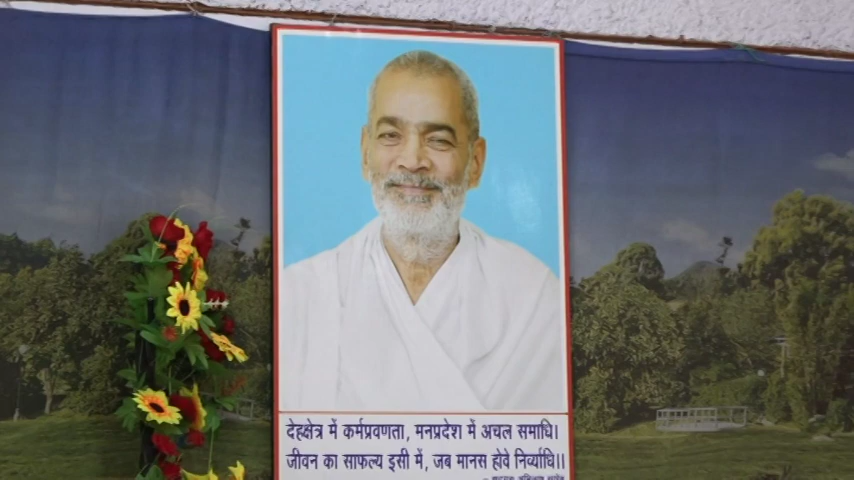 देहक्षेत्र में कर्मप्रवणता, मनप्रदेश में अचल समाधि।
जीवन का साफल्य इसी में, जब मानस होवे निर्व्याधि।।